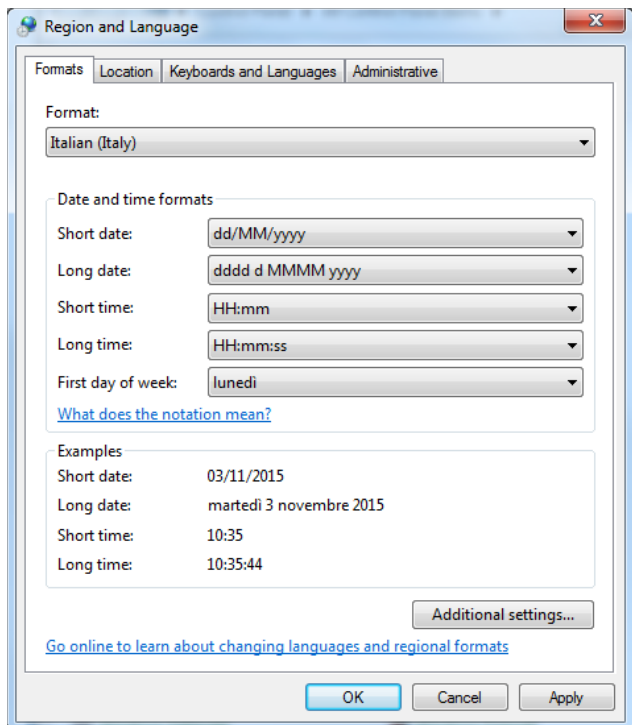 Region and Language
Formats Location Keyboards and Languages Administrative
Format:
Italian (Italy)
Date and time formats
Short date: dd/MM/yyyy
Long date: dddd d MMMM yyyy
Short time: HH:mm
Long time: HH:mm:ss
First day of week: lunedì
What does the notation mean?
Examples
Short date: 03/11/2015
Long date: martedì 3 novembre 2015
Short time: 10:35
Long time: 10:35:44
Additional settings...
Go online to learn about changing languages and regional formats
OK Cancel Apply